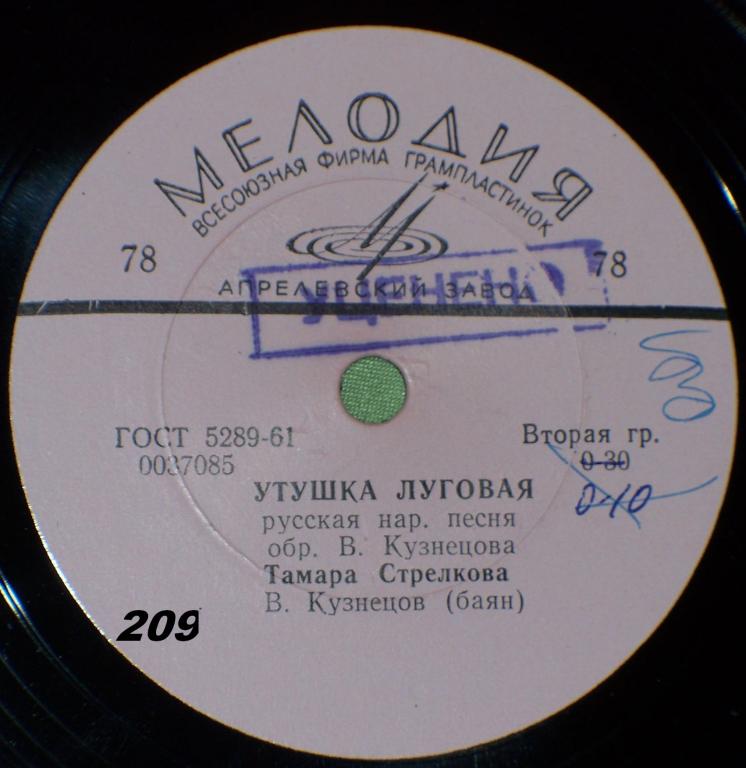 МЕЛОДИЯ
ВСЕСОЮЗНАЯ ФИРМА ГРАМПЛАСТИНОК
78 78
АПРЕЛЕВСКИЙ ЗАВОД
УЦЕНЕНО
ГОСТ 5289-61
0037085
Вторая гр.
0-30
0-10
УТУШКА ЛУГОВАЯ
русская нар. песня
обр. В. Кузнецова
Тамара Стрелкова
В. Кузнецов (баян)
209